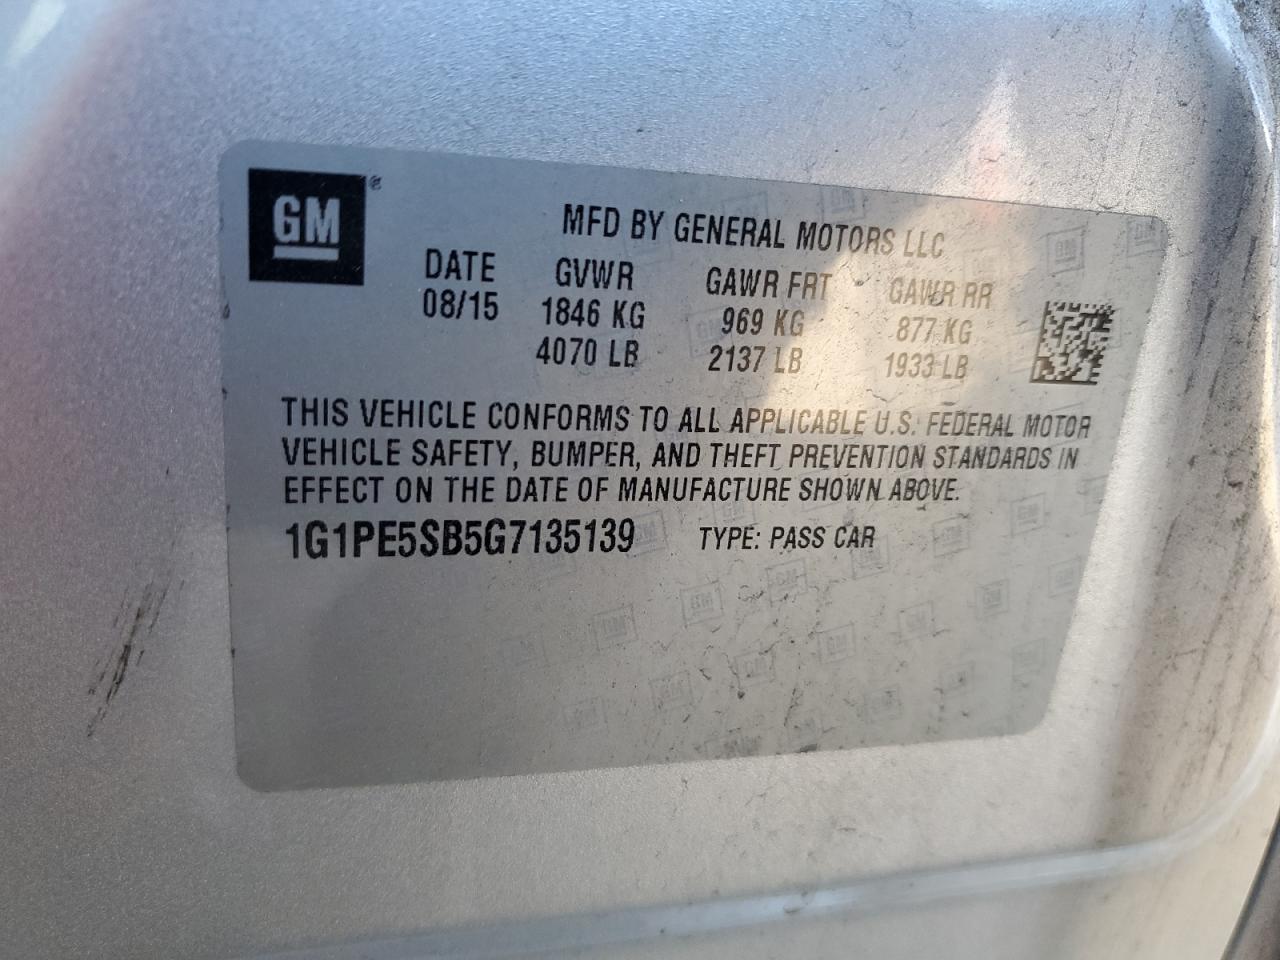 GM®
MFD BY GENERAL MOTORS LLC
DATE GVWR GAWR FRT GAWR RR
08/15 1846 KG 969 KG 877 KG
4070 LB 2137 LB 1933 LB
THIS VEHICLE CONFORMS TO ALL APPLICABLE U.S. FEDERAL MOTOR
VEHICLE SAFETY, BUMPER, AND THEFT PREVENTION STANDARDS IN
EFFECT ON THE DATE OF MANUFACTURE SHOWN ABOVE.
1G1PE5SB5G7135139 TYPE: PASS CAR